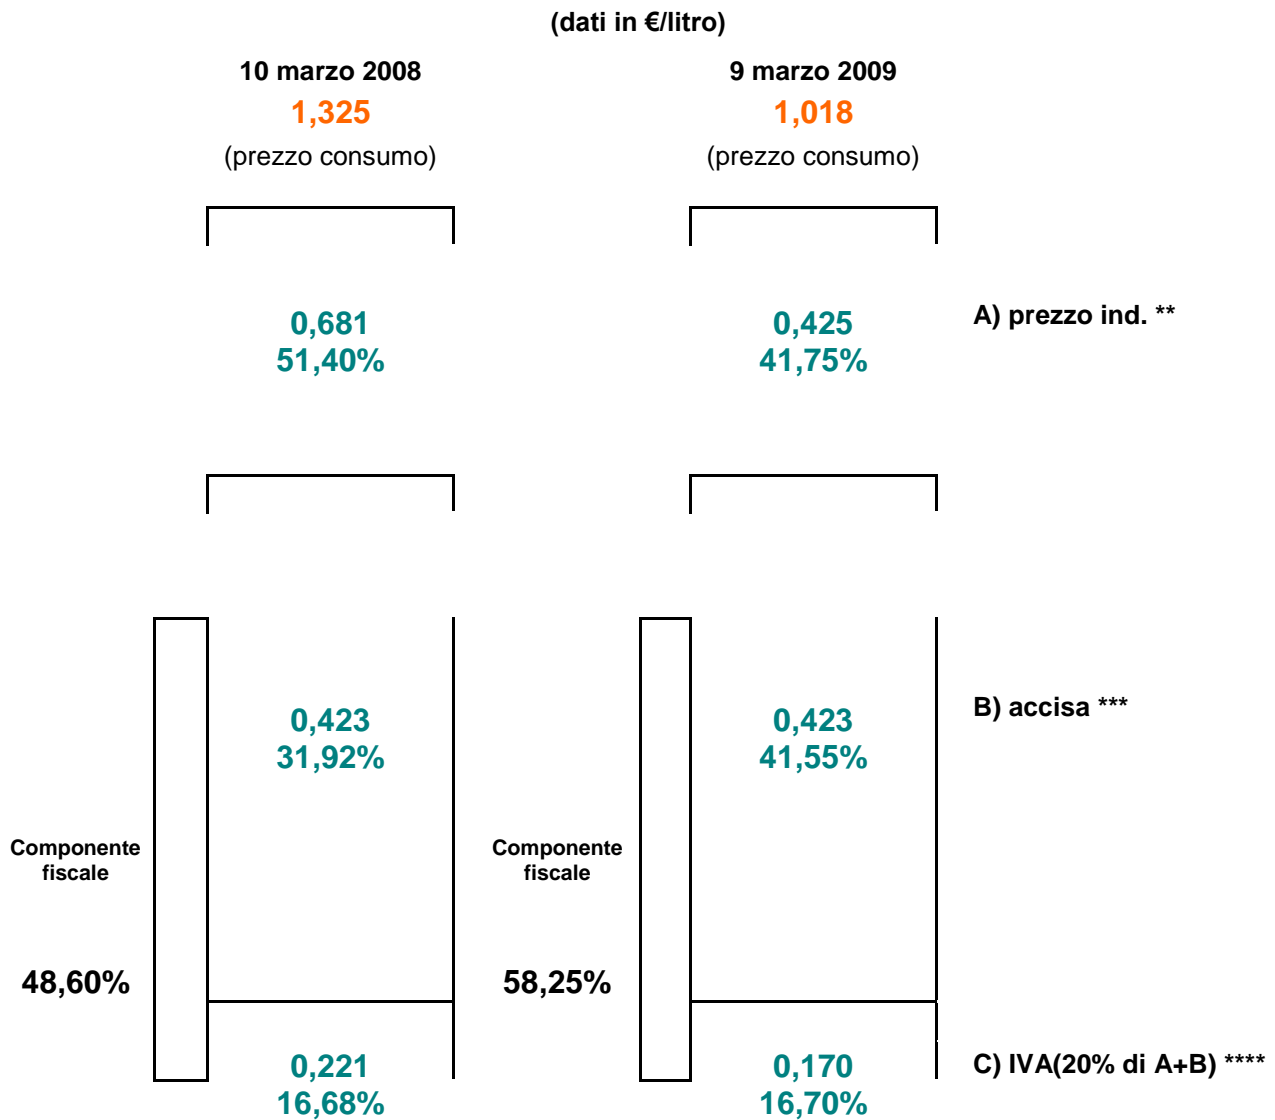 (dati in €/litro)
10 marzo 2008
9 marzo 2009
1,325
1,018
(prezzo consumo)
(prezzo consumo)
0,681
51,40%
0,425
41,75%
A) prezzo ind. **
0,423
31,92%
0,423
41,55%
B) accisa ***
Componente
fiscale
Componente
fiscale
48,60%
58,25%
0,221
16,68%
0,170
16,70%
C) IVA(20% di A+B) ****